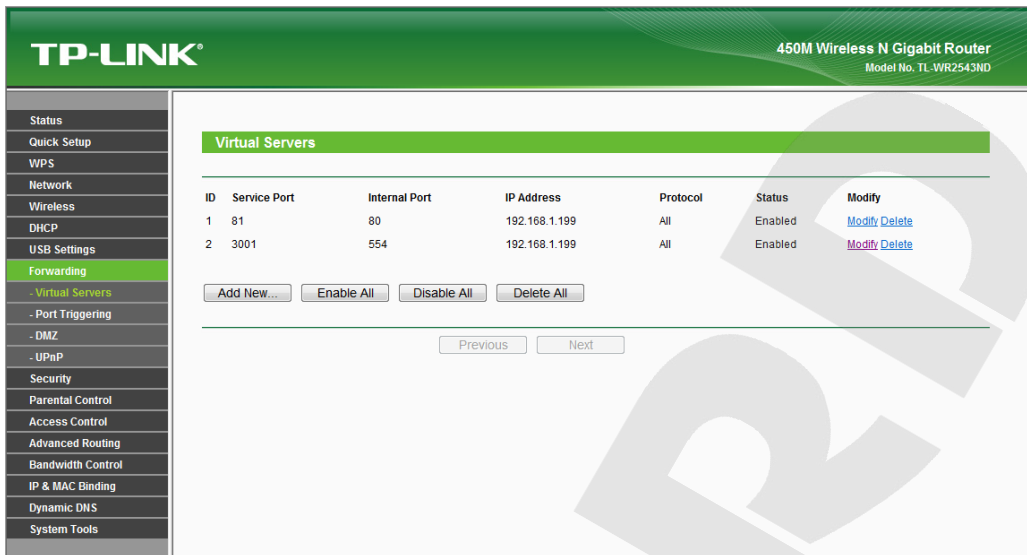 TP-LINK®
450M Wireless N Gigabit Router
Model No. TL-WR2543ND
Status
Quick Setup
WPS
Network
Wireless
DHCP
USB Settings
Forwarding
- Virtual Servers
- Port Triggering
- DMZ
- UPnP
Security
Parental Control
Access Control
Advanced Routing
Bandwidth Control
IP & MAC Binding
Dynamic DNS
System Tools
Virtual Servers
ID Service Port Internal Port IP Address Protocol Status Modify
1 81 80 192.168.1.199 All Enabled Modify Delete
2 3001 554 192.168.1.199 All Enabled Modify Delete
Add New... Enable All Disable All Delete All
Previous Next